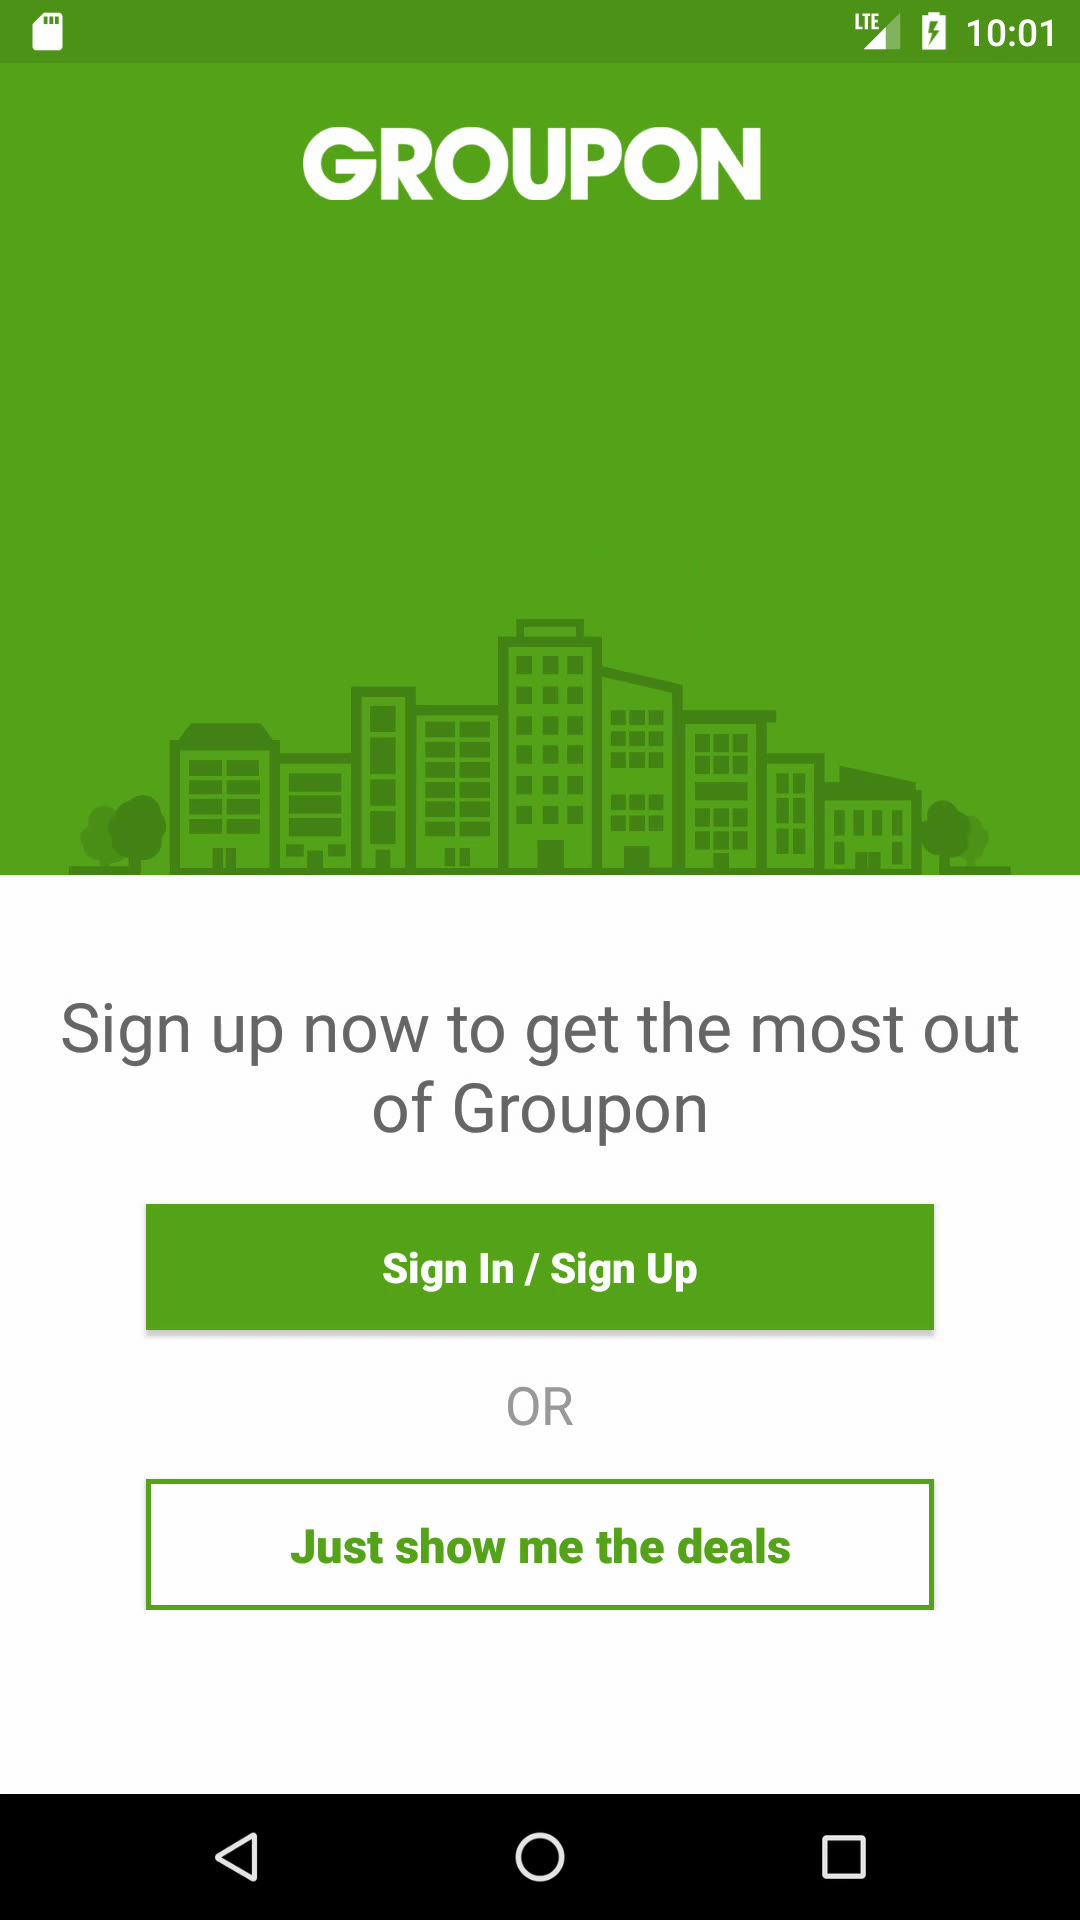 LTE 10:01
GROUPON
Sign up now to get the most out
of Groupon
Sign In / Sign Up
OR
Just show me the deals